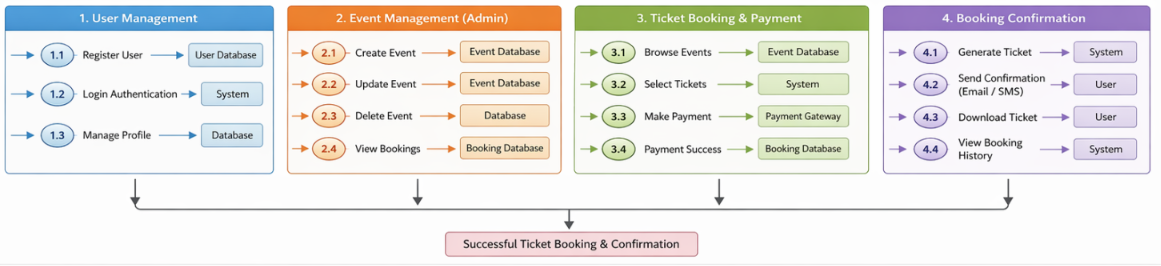 1. User Management
1.1 Register User User Database
1.2 Login Authentication System
1.3 Manage Profile Database
2. Event Management (Admin)
2.1 Create Event Event Database
2.2 Update Event Event Database
2.3 Delete Event Database
2.4 View Bookings Booking Database
3. Ticket Booking & Payment
3.1 Browse Events Event Database
3.2 Select Tickets System
3.3 Make Payment Payment Gateway
3.4 Payment Success Booking Database
4. Booking Confirmation
4.1 Generate Ticket System
4.2 Send Confirmation
(Email / SMS) User
4.3 Download Ticket User
4.4 View Booking
History System
Successful Ticket Booking & Confirmation